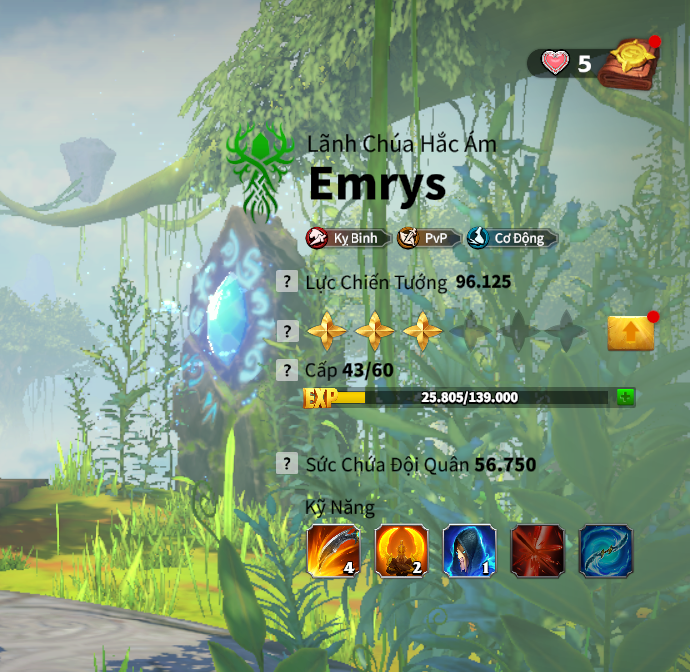 5
Lãnh Chúa Hắc Ám
Emrys
Kỵ Binh PvP Cơ Động
? Lực Chiến Tướng 96.125
?
? Cấp 43/60
EXP 25.805/139.000 +
? Sức Chứa Đội Quân 56.750
Kỹ Năng
4 2 1